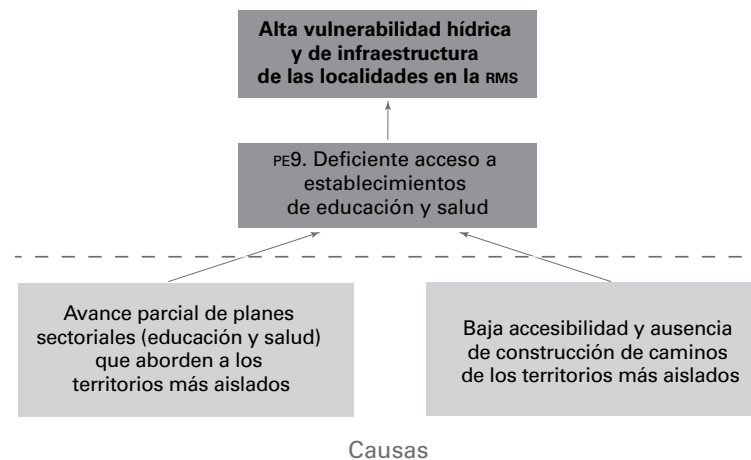 Alta vulnerabilidad hídrica
y de infraestructura
de las localidades en la RMS
PE9. Deficiente acceso a
establecimientos
de educación y salud
Avance parcial de planes
sectoriales (educación y salud)
que aborden a los
territorios más aislados
Baja accesibilidad y ausencia
de construcción de caminos
de los territorios más aislados
Causas